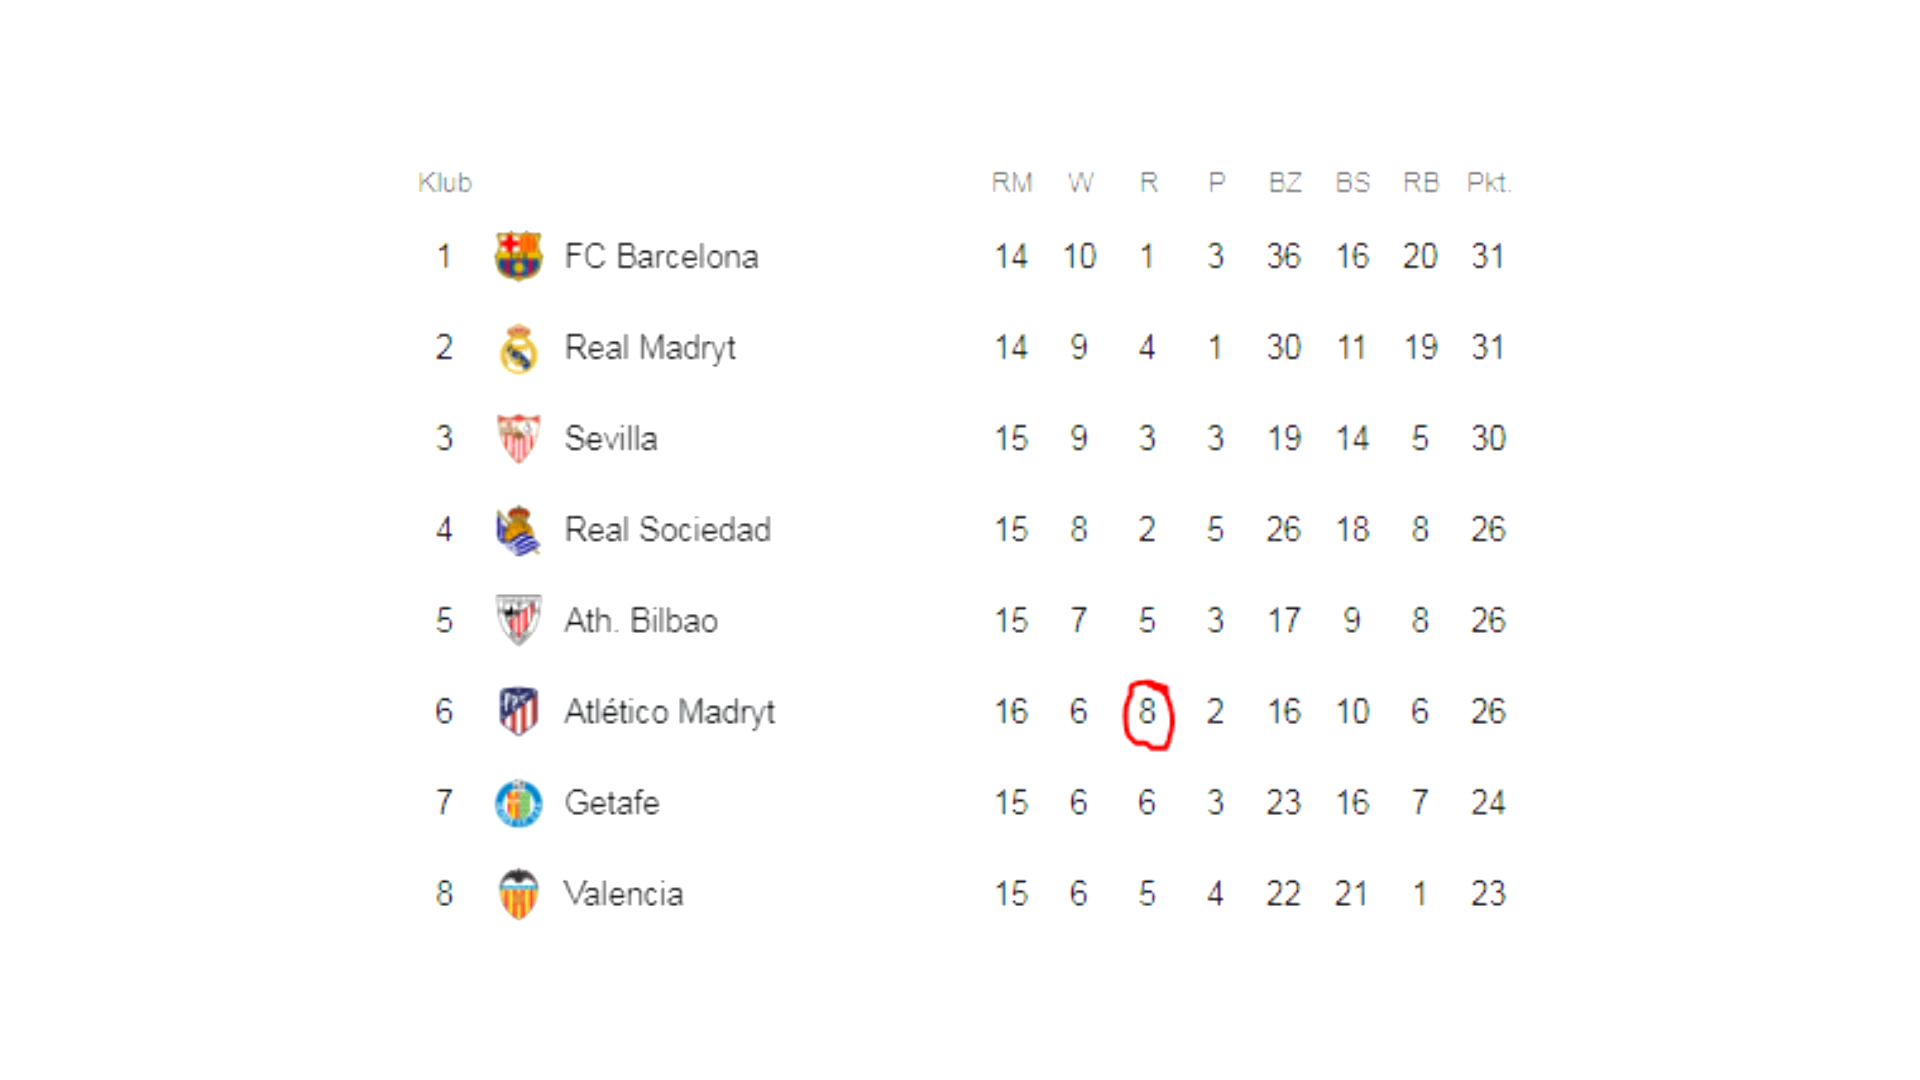 Klub RM W R P BZ BS RB Pkt.
1 FC Barcelona 14 10 1 3 36 16 20 31
2 Real Madryt 14 9 4 1 30 11 19 31
3 Sevilla 15 9 3 3 19 14 5 30
4 Real Sociedad 15 8 2 5 26 18 8 26
5 Ath. Bilbao 15 7 5 3 17 9 8 26
6 Atlético Madryt 16 6 8 2 16 10 6 26
7 Getafe 15 6 6 3 23 16 7 24
8 Valencia 15 6 5 4 22 21 1 23